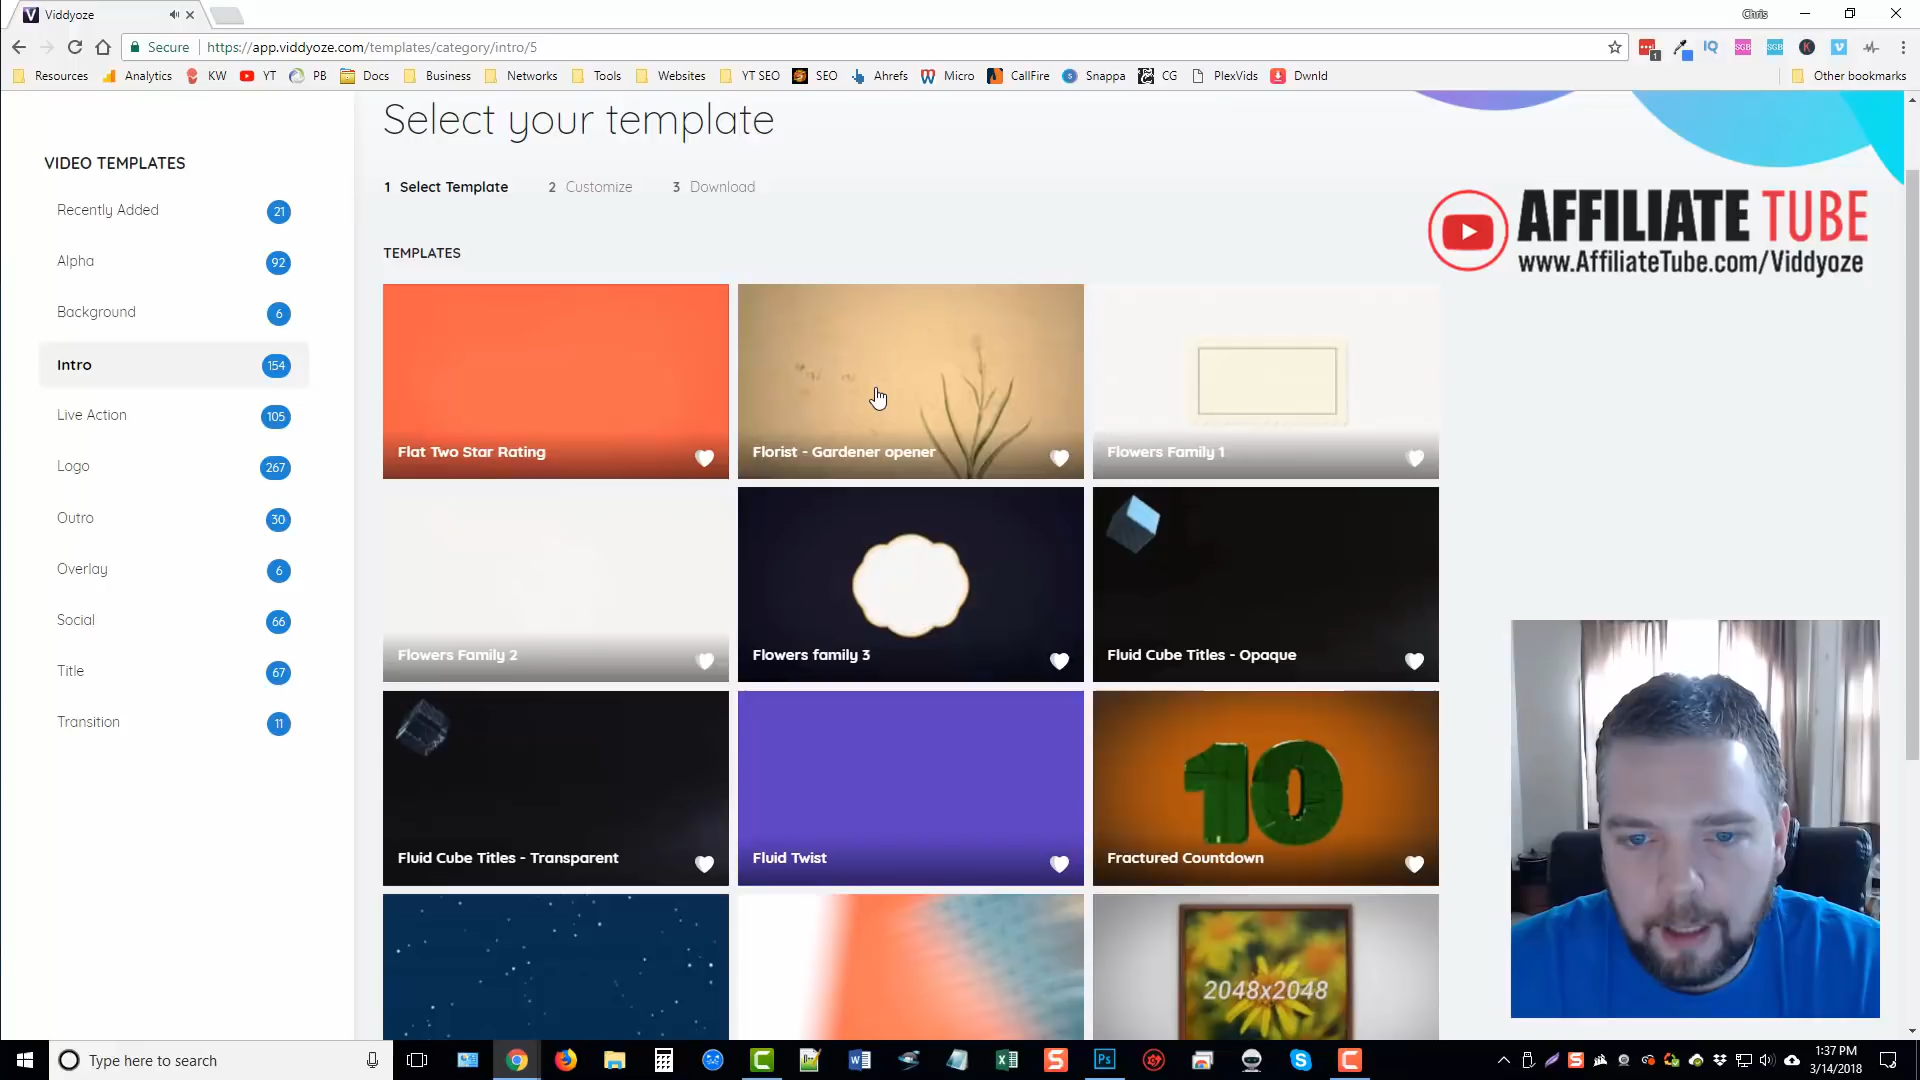 Viddyoze
Chris
Secure https://app.viddyoze.com/templates/category/intro/5
Resources Analytics KW YT PB Docs Business Networks Tools Websites YT SEO SEO Ahrefs Micro CallFire Snappa CG PlexVids Dwnld Other bookmarks
Select your template
1 Select Template 2 Customize 3 Download
AFFILIATE TUBE
www.AffiliateTube.com/Viddyoze
VIDEO TEMPLATES
Recently Added 21
Alpha 92
Background 6
Intro 154
Live Action 105
Logo 267
Outro 30
Overlay 6
Social 66
Title 67
Transition 11
TEMPLATES
Flat Two Star Rating
Florist - Gardener opener
Flowers Family 1
Flowers Family 2
Flowers family 3
Fluid Cube Titles - Opaque
Fluid Cube Titles - Transparent
Fluid Twist
10
Fractured Countdown
2048x2048
Type here to search
1:37 PM
3/14/2018